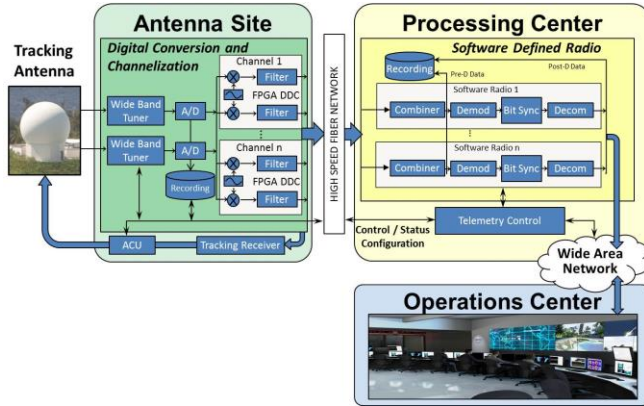 Antenna Site
Processing Center
Tracking
Antenna
Digital Conversion and
Channelization
Channel 1
Wide Band
Tuner
A/D
Filter
FPGA DDC
Filter
Wide Band
Tuner
A/D
Recording
Channel n
Filter
FPGA DDC
Filter
ACU
Tracking Receiver
HIGH SPEED FIBER NETWORK
Software Defined Radio
Recording
Pre-D Data
Post-D Data
Software Radio 1
Combiner
Demod
Bit Sync
Decom
Software Radio n
Combiner
Demod
Bit Sync
Decom
Control / Status
Configuration
Telemetry Control
Wide Area
Network
Operations Center